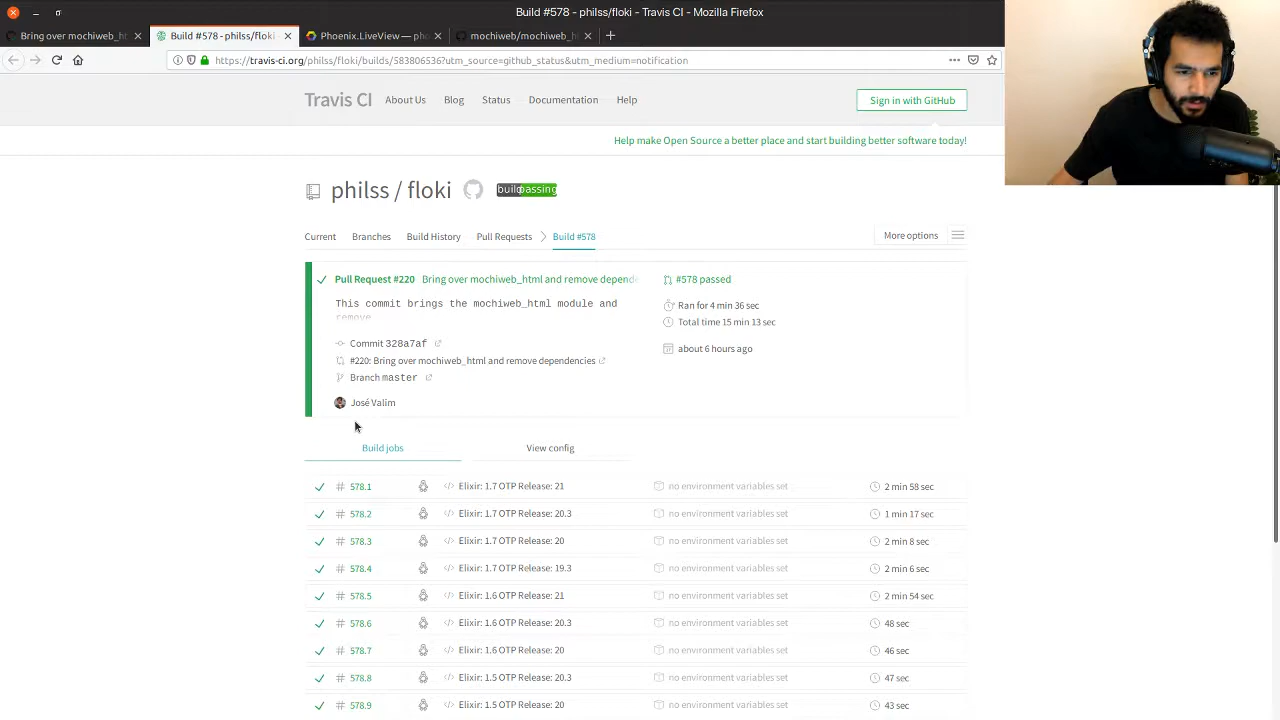 Build #578 - philss/floki - Travis CI - Mozilla Firefox
Bring over mochiweb_ht
Build #578 - philss/floki
Phoenix.LiveView — pho
mochiweb/mochiweb_h
https://travis-ci.org/philss/floki/builds/583806536?utm_source=github_status&utm_medium=notification
Travis CI About Us Blog Status Documentation Help Sign in with GitHub
Help make Open Source a better place and start building better software today!
philss / floki build passing
Current Branches Build History Pull Requests Build #578 More options
Pull Request #220 Bring over mochiweb_html and remove depende #578 passed
This commit brings the mochiweb_html module and
remove
Ran for 4 min 36 sec
Total time 15 min 13 sec
Commit 328a7af
about 6 hours ago
#220: Bring over mochiweb_html and remove dependencies
Branch master
José Valim
Build jobs View config
# 578.1 Elixir: 1.7 OTP Release: 21 no environment variables set 2 min 58 sec
# 578.2 Elixir: 1.7 OTP Release: 20.3 no environment variables set 1 min 17 sec
# 578.3 Elixir: 1.7 OTP Release: 20 no environment variables set 2 min 8 sec
# 578.4 Elixir: 1.7 OTP Release: 19.3 no environment variables set 2 min 6 sec
# 578.5 Elixir: 1.6 OTP Release: 21 no environment variables set 2 min 54 sec
# 578.6 Elixir: 1.6 OTP Release: 20.3 no environment variables set 48 sec
# 578.7 Elixir: 1.6 OTP Release: 20 no environment variables set 46 sec
# 578.8 Elixir: 1.5 OTP Release: 20.3 no environment variables set 47 sec
# 578.9 Elixir: 1.5 OTP Release: 20 no environment variables set 43 sec